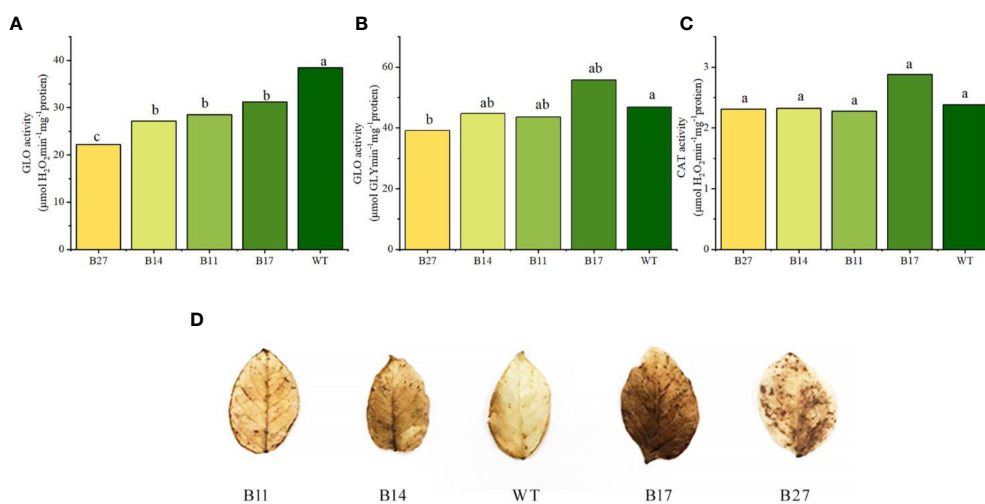 A
GLO activity
(μmol H₂O₂min⁻¹mg⁻¹protien)
40
30
20
10
0
c
b
b
b
a
B27 B14 B11 B17 WT
B
GLO activity
(μmol GLYmin⁻¹mg⁻¹protien)
60
40
20
0
b
ab
ab
ab
a
B27 B14 B11 B17 WT
C
CAT activity
(μmol H₂O₂min⁻¹mg⁻¹protien)
3
2
1
0
a
a
a
a
a
B27 B14 B11 B17 WT
D
B11 B14 WT B17 B27